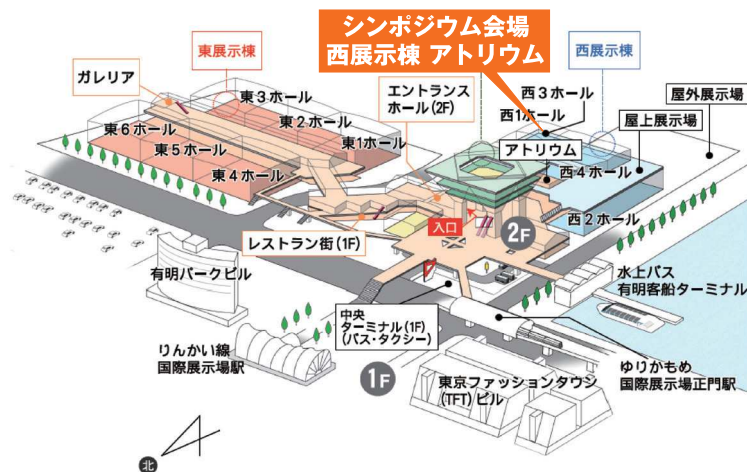 シンポジウム会場
西展示棟 アトリウム
東展示棟
西展示棟
ガレリア
エントランス
ホール(2F)
西3ホール
西1ホール
屋外展示場
屋上展示場
アトリウム
東3ホール
東2ホール
東1ホール
東6ホール
東5ホール
東4ホール
西4ホール
西2ホール
入口
2F
レストラン街(1F)
有明パークビル
水上バス
有明客船ターミナル
中央
ターミナル(1F)
(バス・タクシー)
りんかい線
国際展示場駅
1F
東京ファッションタウン
(TFT)ビル
ゆりかもめ
国際展示場正門駅
北